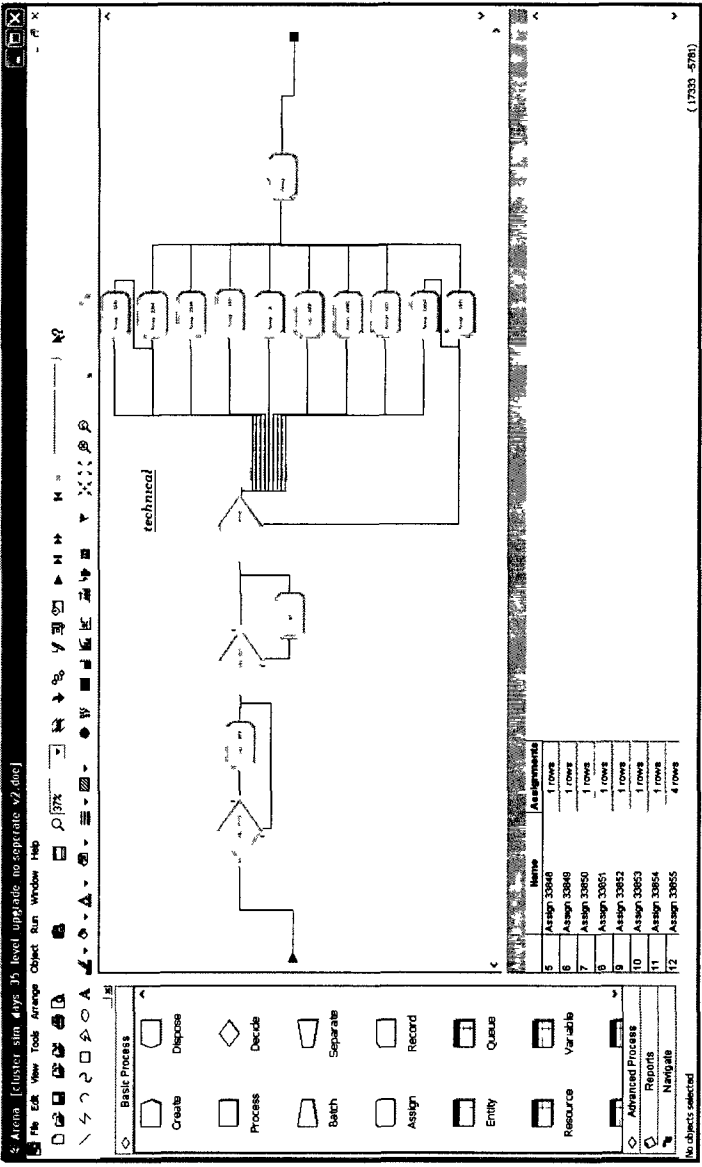 Arena [cluster sim days 35 level upgrade no seperate v2.doe]
File Edit View Tools Arrange Object Run Window Help
37%
Basic Process
Create
Dispose
Process
Decide
Batch
Separate
Assign
Record
Entity
Queue
Resource
Variable
Advanced Process
Reports
Navigate
technical
Name Assignments
5 Assign 33848 1 rows
6 Assign 33849 1 rows
7 Assign 33850 1 rows
8 Assign 33851 1 rows
9 Assign 33852 1 rows
10 Assign 33853 1 rows
11 Assign 33854 1 rows
12 Assign 33855 4 rows
No objects selected
(17333 -5781)